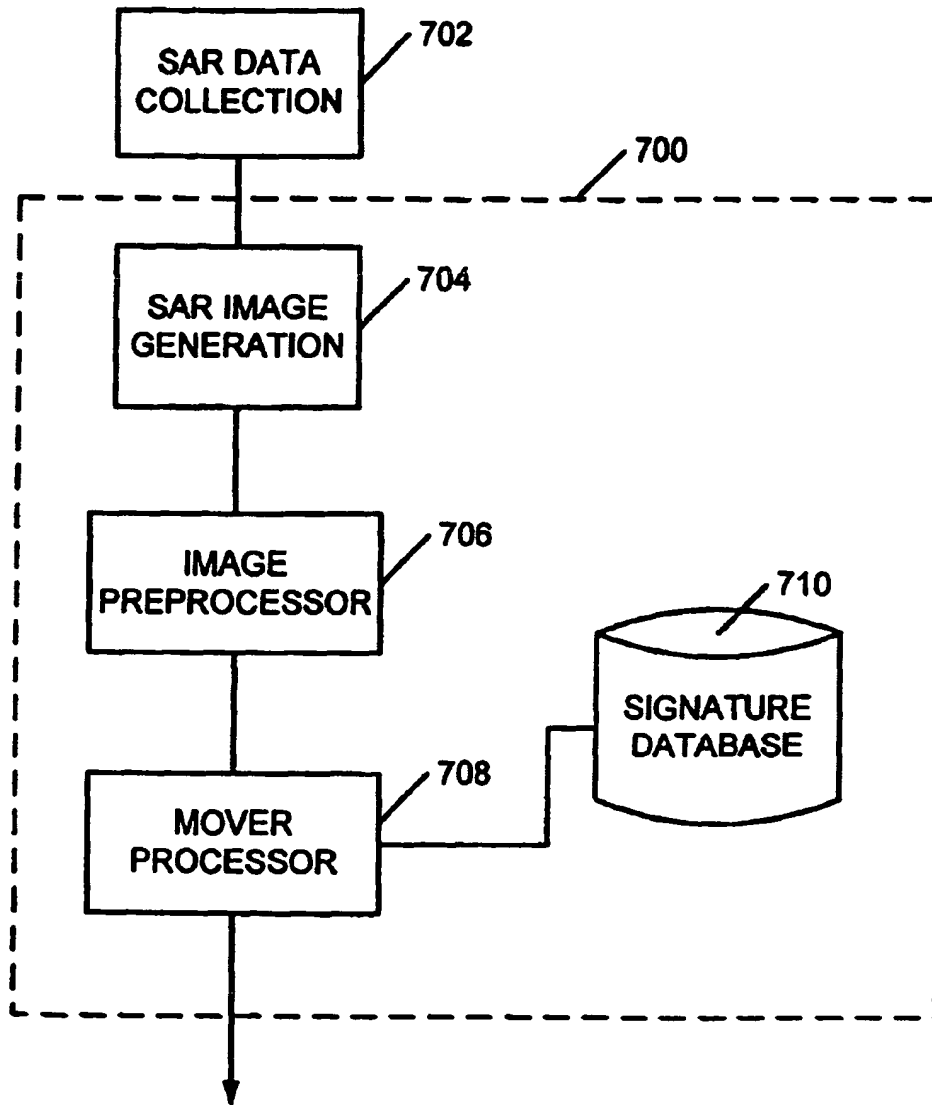 702
SAR DATA
COLLECTION
700
704
SAR IMAGE
GENERATION
706
IMAGE
PREPROCESSOR
710
SIGNATURE
DATABASE
708
MOVER
PROCESSOR